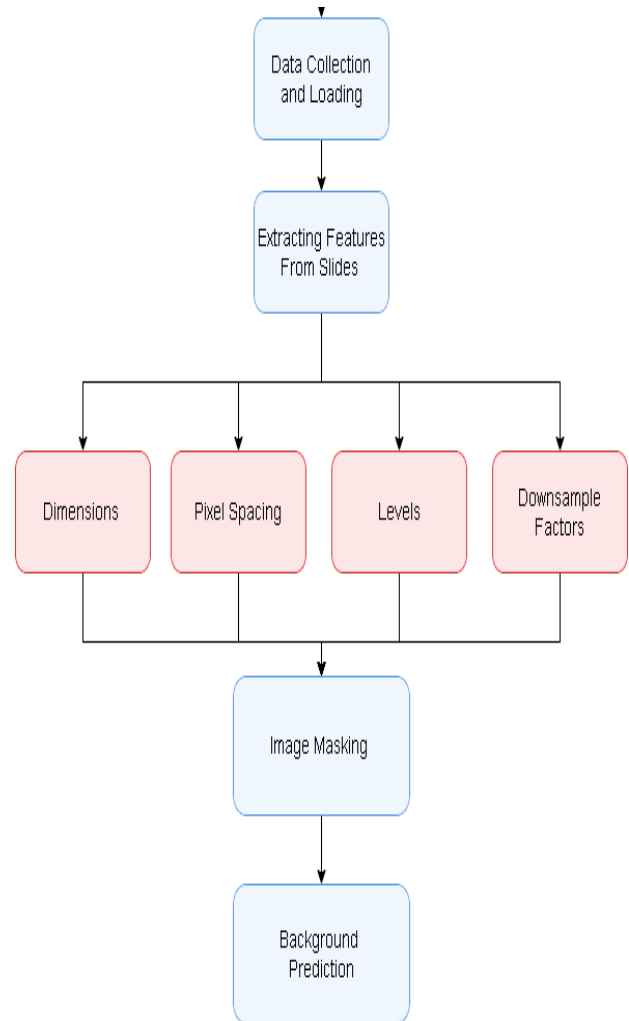 Data Collection
and Loading
Extracting Features
From Slides
Dimensions
Pixel Spacing
Levels
Downsample
Factors
Image Masking
Background
Prediction